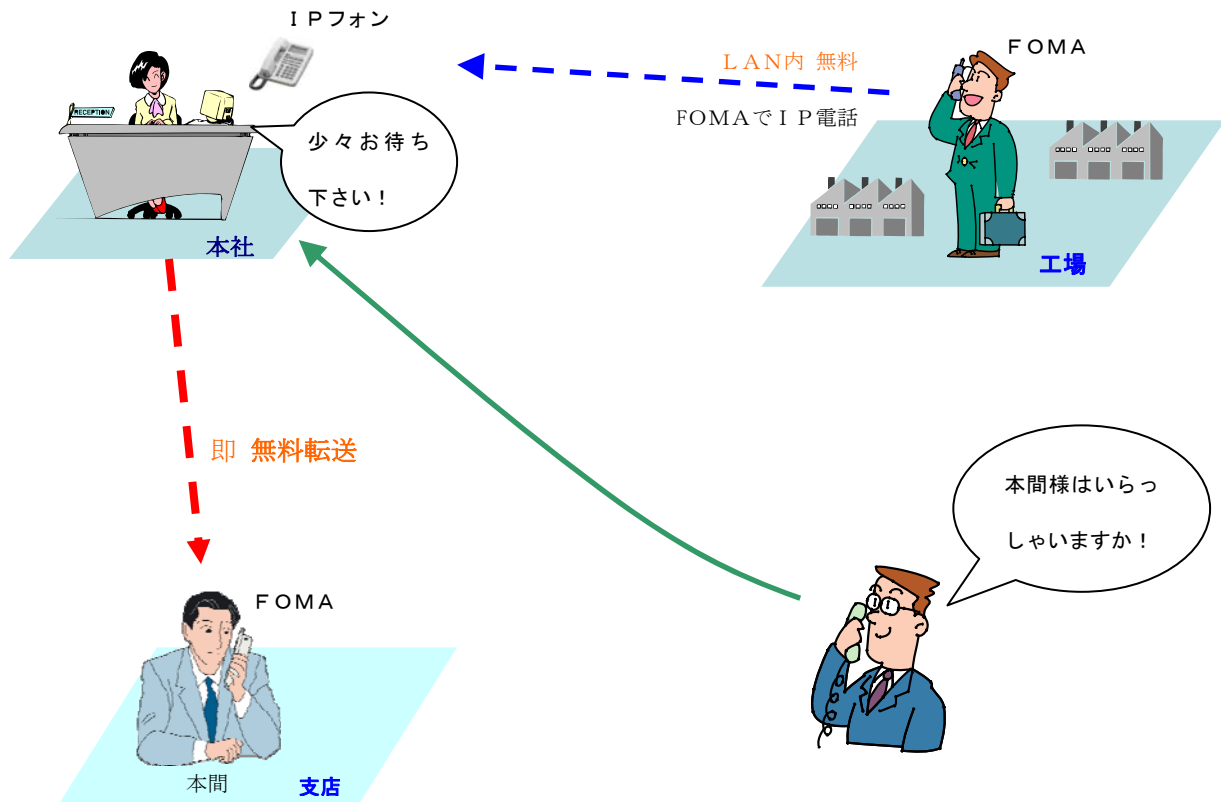 ＩＰフォン
RECEPTION
少々お待ち
下さい！
本社
ＬＡＮ内 無料
FOMAでＩＰ電話
ＦＯＭＡ
工場
即 無料転送
本間様はいらっ
しゃいますか！
ＦＯＭＡ
本間
支店